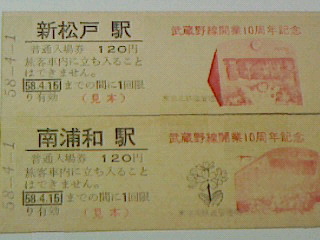 新松戸 駅
普通入場券 120円
旅客車内に立ち入ること
はできません。
58.4.15 までの間に1回限
り有効 (見本)
58-4-1
武蔵野線開業10周年記念
南浦和 駅
普通入場券 120円
旅客車内に立ち入ること
はできません。
58.4.15 までの間に1回限
り有効 (見本)
58-4-1
武蔵野線開業10周年記念